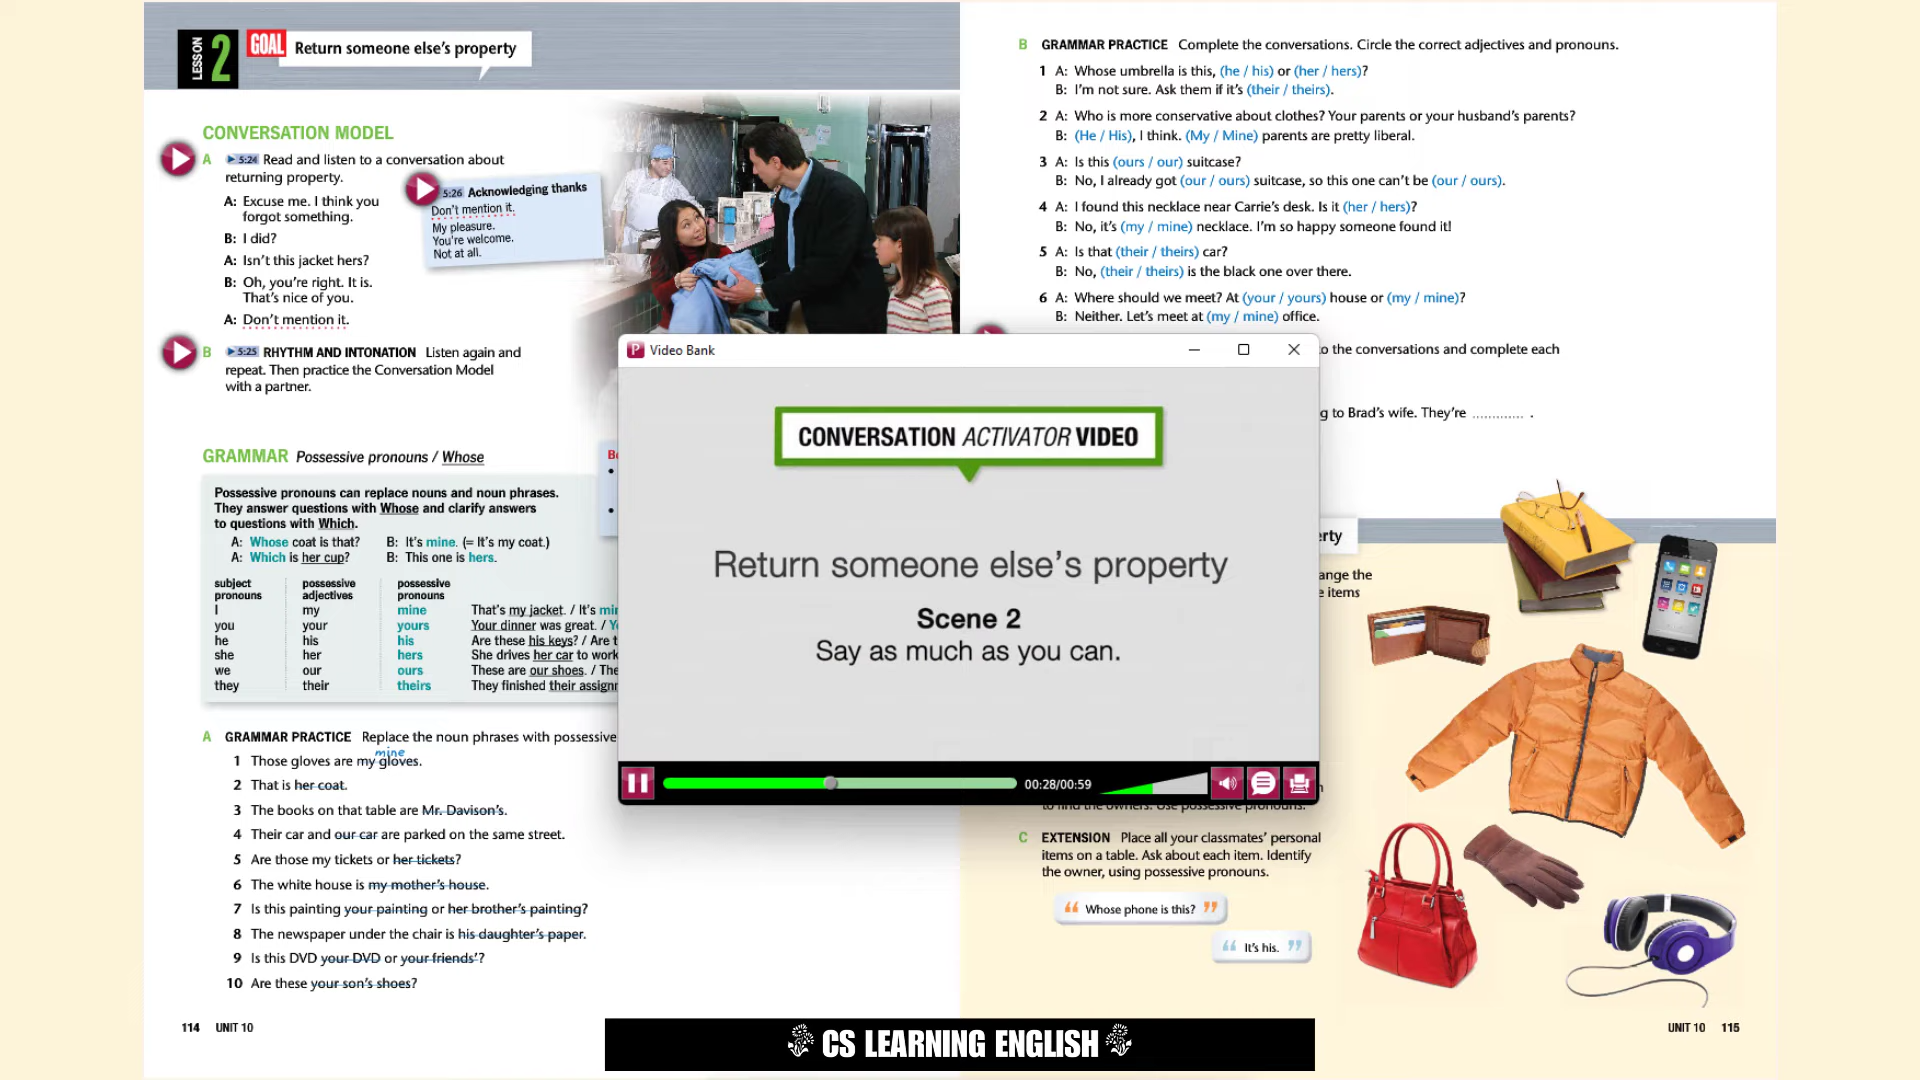 LESSON 2
GOAL Return someone else's property
CONVERSATION MODEL
A 5:24 Read and listen to a conversation about
returning property.
A: Excuse me. I think you
forgot something.
B: I did?
A: Isn't this jacket hers?
B: Oh, you're right. It is.
That's nice of you.
A: Don't mention it.
5:26 Acknowledging thanks
Don't mention it.
My pleasure.
You're welcome.
Not at all.
B 5:25 RHYTHM AND INTONATION Listen again and
repeat. Then practice the Conversation Model
with a partner.
GRAMMAR Possessive pronouns / Whose
Possessive pronouns can replace nouns and noun phrases.
They answer questions with Whose and clarify answers
to questions with Which.
A: Whose coat is that? B: It's mine. (= It's my coat.)
A: Which is her cup? B: This one is hers.
subject pronouns possessive adjectives possessive pronouns
I my mine That's my jacket. / It's
you your yours Your dinner was great. /
he his his Are these his keys? / Are
she her hers She drives her car to work
we our ours These are our shoes. /
they their theirs They finished their
A GRAMMAR PRACTICE Replace the noun phrases with possessive
mine
1 Those gloves are my gloves.
2 That is her coat.
3 The books on that table are Mr. Davison's.
4 Their car and our car are parked on the same street.
5 Are those my tickets or her tickets?
6 The white house is my mother's house.
7 Is this painting your painting or her brother's painting?
8 The newspaper under the chair is his daughter's paper.
9 Is this DVD your DVD or your friends'?
10 Are these your son's shoes?
114 UNIT 10
B GRAMMAR PRACTICE Complete the conversations. Circle the correct adjectives and pronouns.
1 A: Whose umbrella is this, (he / his) or (her / hers)?
B: I'm not sure. Ask them if it's (their / theirs).
2 A: Who is more conservative about clothes? Your parents or your husband's parents?
B: (He / His), I think. (My / Mine) parents are pretty liberal.
3 A: Is this (ours / our) suitcase?
B: No, I already got (our / ours) suitcase, so this one can't be (our / ours).
4 A: I found this necklace near Carrie's desk. Is it (her / hers)?
B: No, it's (my / mine) necklace. I'm so happy someone found it!
5 A: Is that (their / theirs) car?
B: No, (their / theirs) is the black one over there.
6 A: Where should we meet? At (your / yours) house or (my / mine)?
B: Neither. Let's meet at (my / mine) office.
the conversations and complete each
to Brad's wife. They're ............. .
Video Bank
CONVERSATION ACTIVATOR VIDEO
Return someone else's property
Scene 2
Say as much as you can.
00:28/00:59
the
items
to find the owners. Use possessive pronouns.
C EXTENSION Place all your classmates' personal
items on a table. Ask about each item. Identify
the owner, using possessive pronouns.
“ Whose phone is this? ”
“ It's his. ”
UNIT 10 115
CS LEARNING ENGLISH